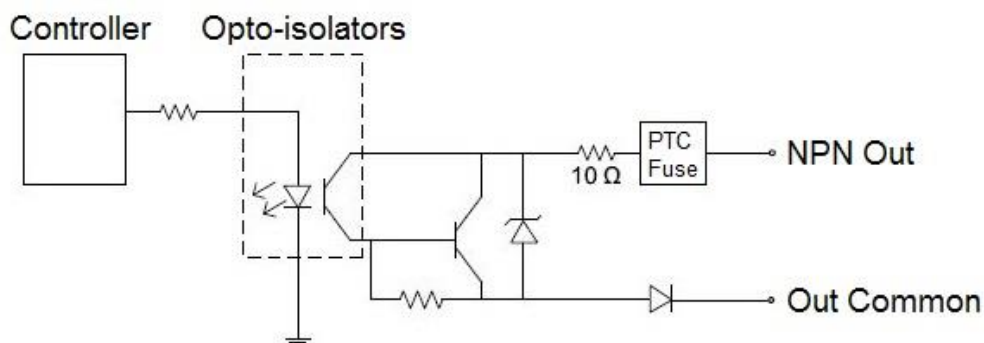 Controller
Opto-isolators
PTC
Fuse
10 Ω
NPN Out
Out Common